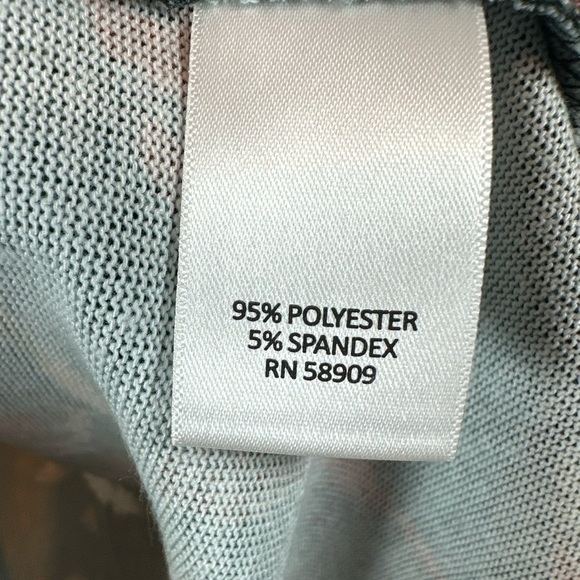 95% POLYESTER
5% SPANDEX
RN 58909